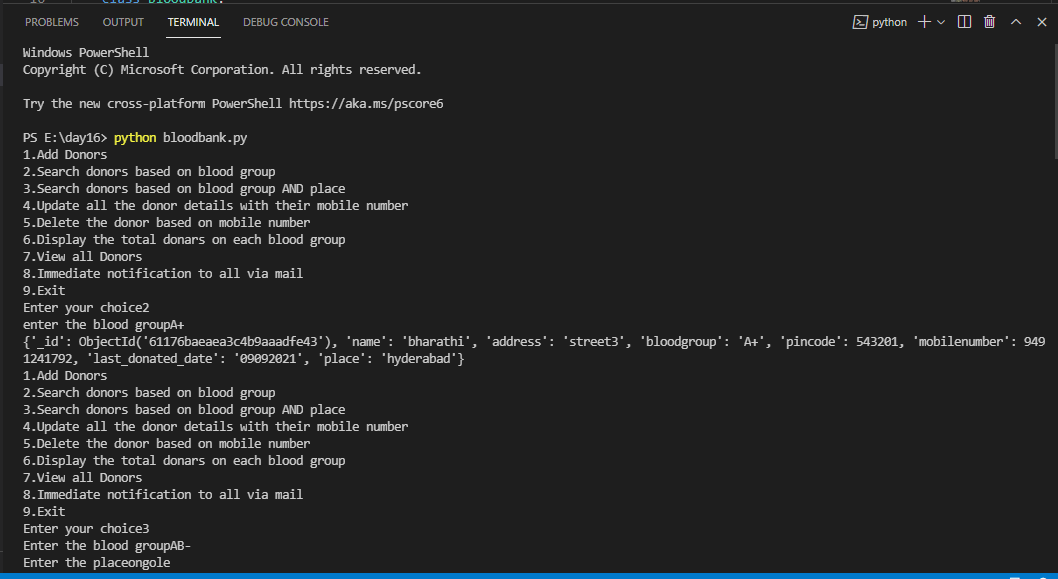 class Bloodbank:
PROBLEMS OUTPUT TERMINAL DEBUG CONSOLE python
Windows PowerShell
Copyright (C) Microsoft Corporation. All rights reserved.
Try the new cross-platform PowerShell https://aka.ms/pscore6
PS E:\day16> python bloodbank.py
1.Add Donors
2.Search donors based on blood group
3.Search donors based on blood group AND place
4.Update all the donor details with their mobile number
5.Delete the donor based on mobile number
6.Display the total donars on each blood group
7.View all Donors
8.Immediate notification to all via mail
9.Exit
Enter your choice2
enter the blood groupA+
{'_id': ObjectId('61176baeaea3c4b9aaadfe43'), 'name': 'bharathi', 'address': 'street3', 'bloodgroup': 'A+', 'pincode': 543201, 'mobilenumber': 949
1241792, 'last_donated_date': '09092021', 'place': 'hyderabad'}
1.Add Donors
2.Search donors based on blood group
3.Search donors based on blood group AND place
4.Update all the donor details with their mobile number
5.Delete the donor based on mobile number
6.Display the total donars on each blood group
7.View all Donors
8.Immediate notification to all via mail
9.Exit
Enter your choice3
Enter the blood groupAB-
Enter the placeongole